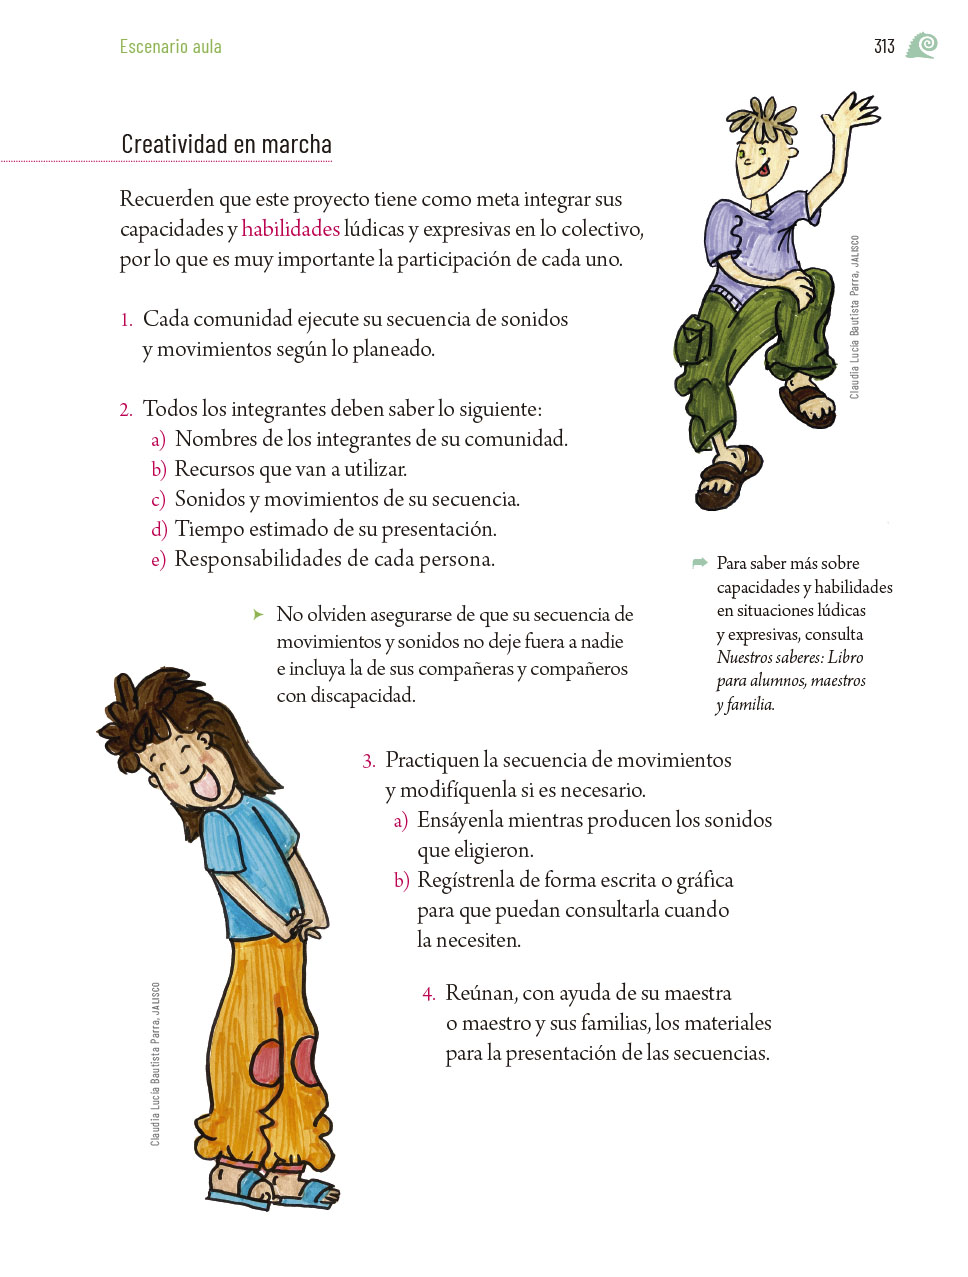 Escenario aula
313
Creatividad en marcha
Recuerden que este proyecto tiene como meta integrar sus
capacidades y habilidades lúdicas y expresivas en lo colectivo,
por lo que es muy importante la participación de cada uno.
1. Cada comunidad ejecute su secuencia de sonidos
y movimientos según lo planeado.
2. Todos los integrantes deben saber lo siguiente:
a) Nombres de los integrantes de su comunidad.
b) Recursos que van a utilizar.
c) Sonidos y movimientos de su secuencia.
d) Tiempo estimado de su presentación.
e) Responsabilidades de cada persona.
Claudia Lucía Bautista Parra, JALISCO
Para saber más sobre
capacidades y habilidades
en situaciones lúdicas
y expresivas, consulta
Nuestros saberes: Libro
para alumnos, maestros
y familia.
No olviden asegurarse de que su secuencia de
movimientos y sonidos no deje fuera a nadie
e incluya la de sus compañeras y compañeros
con discapacidad.
3. Practiquen la secuencia de movimientos
y modifíquenla si es necesario.
a) Ensáyenla mientras producen los sonidos
que eligieron.
b) Regístrenla de forma escrita o gráfica
para que puedan consultarla cuando
la necesiten.
4. Reúnan, con ayuda de su maestra
o maestro y sus familias, los materiales
para la presentación de las secuencias.
Claudia Lucía Bautista Parra, JALISCO